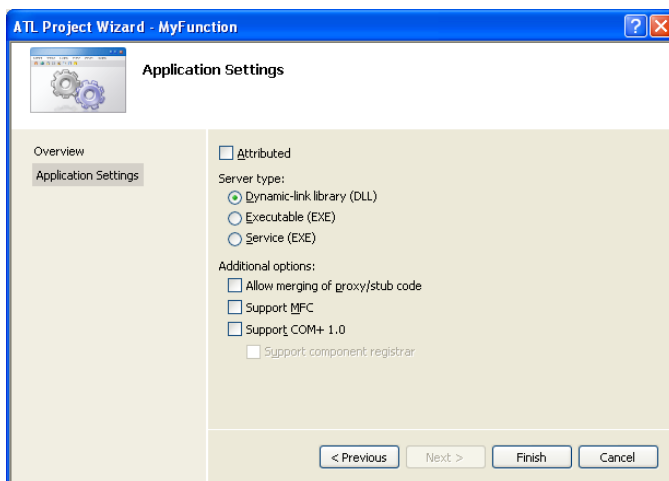 ATL Project Wizard - MyFunction
Application Settings
Overview
Application Settings
Attributed
Server type:
Dynamic-link library (DLL)
Executable (EXE)
Service (EXE)
Additional options:
Allow merging of proxy/stub code
Support MFC
Support COM+ 1.0
Support component registrar
< Previous
Next >
Finish
Cancel